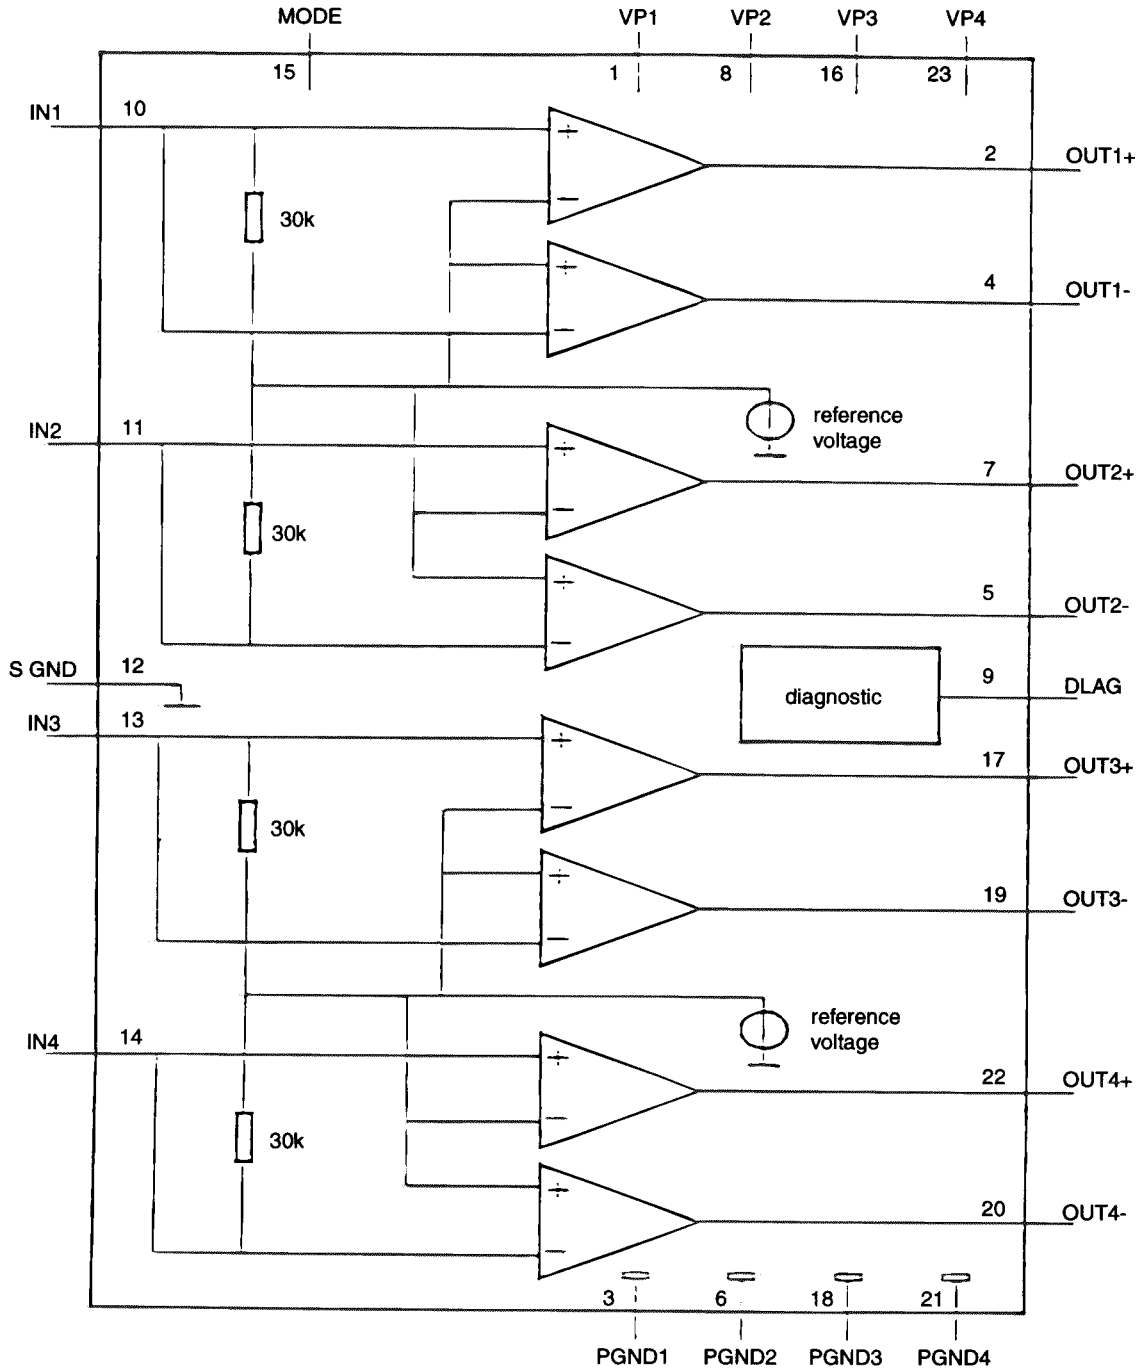 MODE VP1 VP2 VP3 VP4
15 1 8 16 23
IN1 10
2 OUT1+
30k
4 OUT1-
reference
voltage
IN2 11
7 OUT2+
30k
5 OUT2-
S GND 12
diagnostic 9 DLAG
IN3 13
17 OUT3+
30k
19 OUT3-
reference
voltage
IN4 14
22 OUT4+
30k
20 OUT4-
3 6 18 21
PGND1 PGND2 PGND3 PGND4